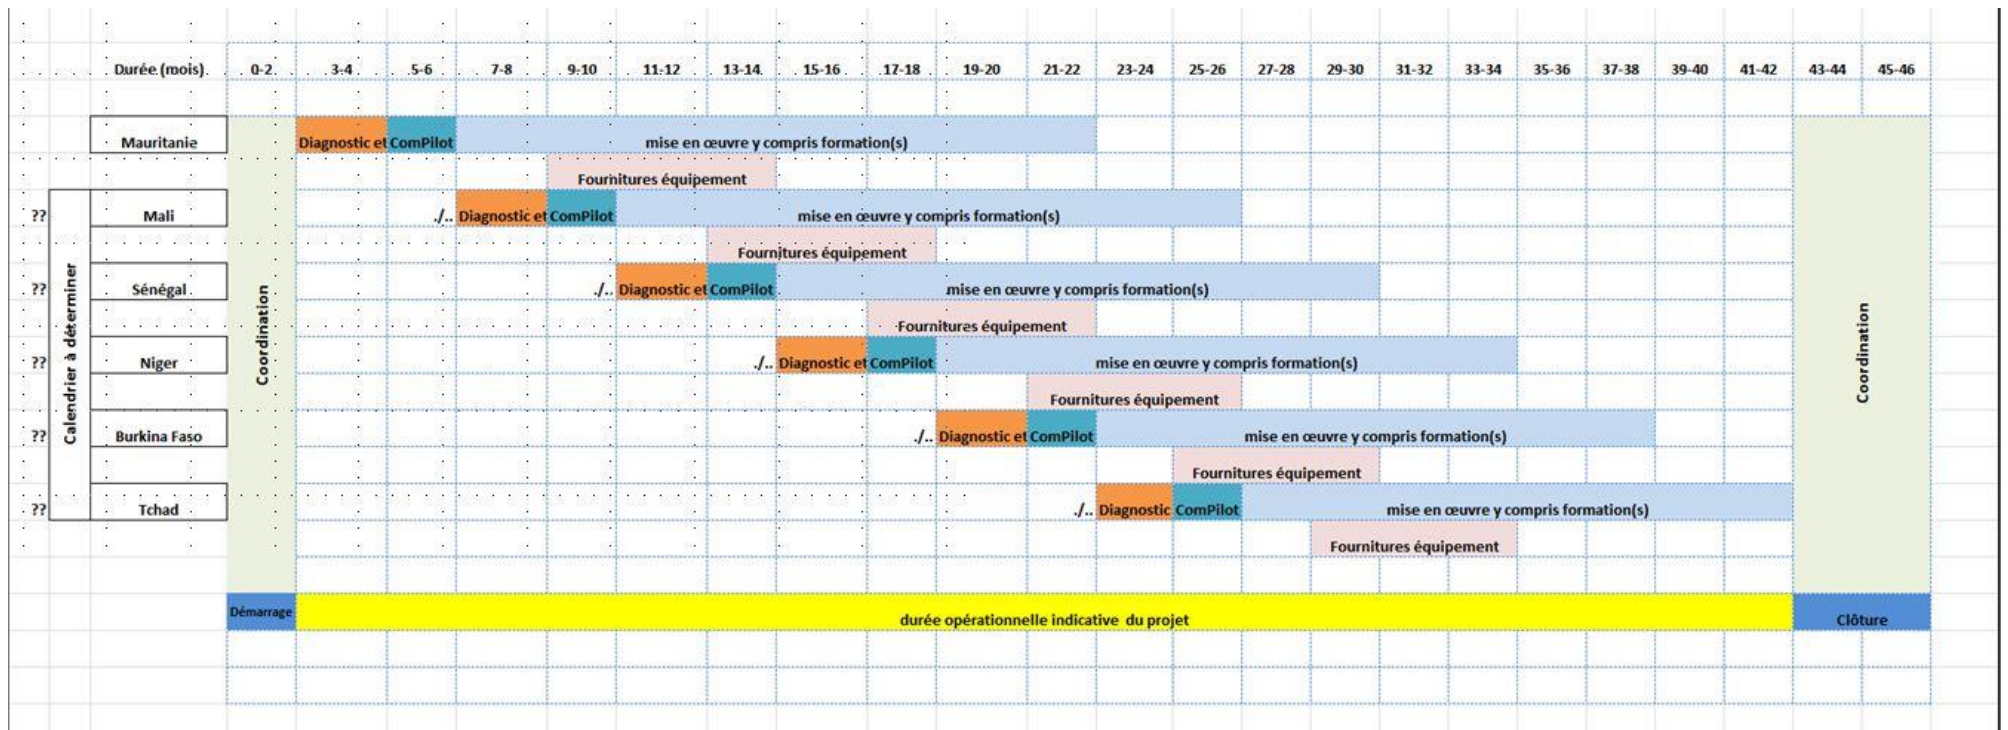 Durée (mois) 0-2 3-4 5-6 7-8 9-10 11-12 13-14 15-16 17-18 19-20 21-22 23-24 25-26 27-28 29-30 31-32 33-34 35-36 37-38 39-40 41-42 43-44 45-46
Mauritanie Diagnostic et ComPilot mise en œuvre y compris formation(s)
Fournitures équipement
?? Mali ./.. Diagnostic et ComPilot mise en œuvre y compris formation(s)
Fournitures équipement
?? Sénégal ./.. Diagnostic et ComPilot mise en œuvre y compris formation(s)
Fournitures équipement
?? Niger ./.. Diagnostic et ComPilot mise en œuvre y compris formation(s)
Fournitures équipement
?? Burkina Faso ./.. Diagnostic et ComPilot mise en œuvre y compris formation(s)
Fournitures équipement
?? Tchad ./.. Diagnostic ComPilot mise en œuvre y compris formation(s)
Fournitures équipement
Calendrier à déterminer
Coordination
Coordination
Démarrage durée opérationnelle indicative du projet Clôture